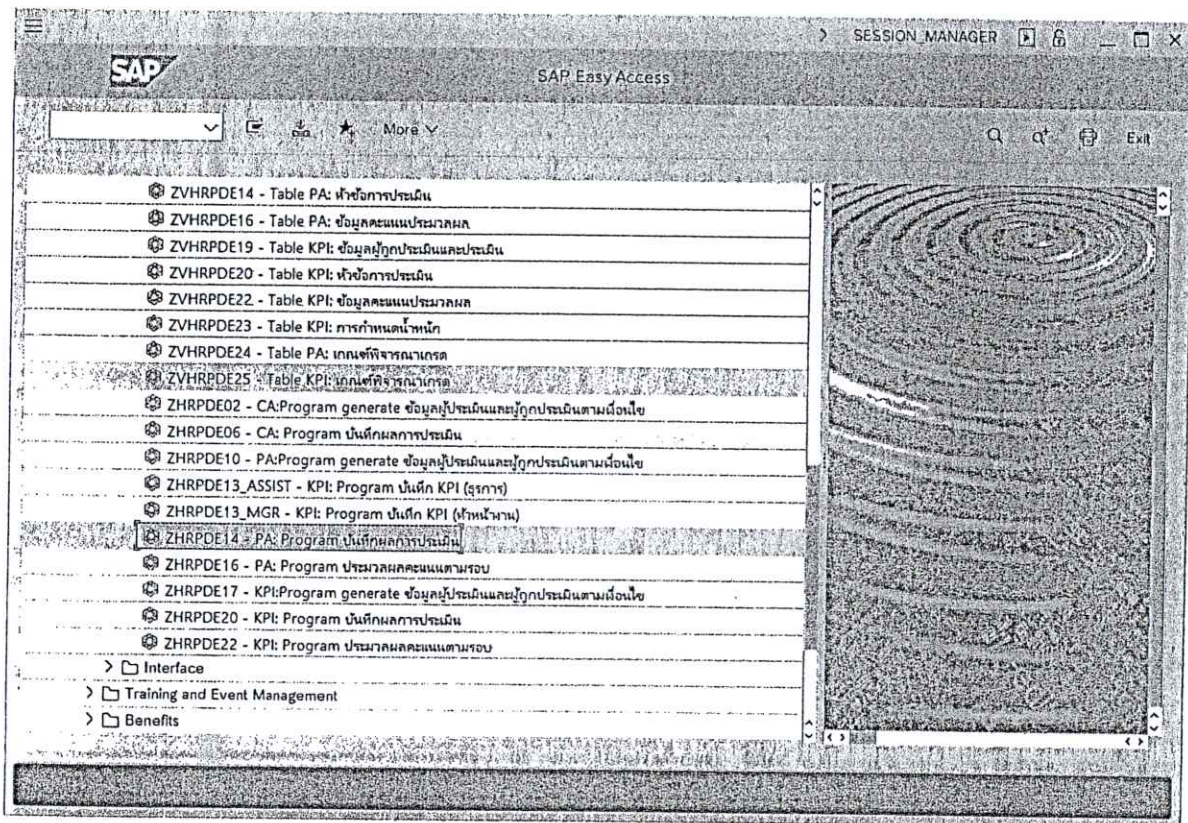 SESSION_MANAGER
SAP
SAP Easy Access
More
Exit
ZVHRPDE14 - Table PA: หัวข้อการประเมิน
ZVHRPDE16 - Table PA: ข้อมูลคะแนนประมวลผล
ZVHRPDE19 - Table KPI: ข้อมูลผู้ถูกประเมินและประเมิน
ZVHRPDE20 - Table KPI: หัวข้อการประเมิน
ZVHRPDE22 - Table KPI: ข้อมูลคะแนนประมวลผล
ZVHRPDE23 - Table KPI: การกำหนดน้ำหนัก
ZVHRPDE24 - Table PA: เกณฑ์พิจารณาเกรด
ZVHRPDE25 - Table KPI: เกณฑ์พิจารณาเกรด
ZHRPDE02 - CA:Program generate ข้อมูลผู้ประเมินและผู้ถูกประเมินตามเงื่อนไข
ZHRPDE06 - CA: Program บันทึกผลการประเมิน
ZHRPDE10 - PA:Program generate ข้อมูลผู้ประเมินและผู้ถูกประเมินตามเงื่อนไข
ZHRPDE13_ASSIST - KPI: Program บันทึก KPI (ธุรการ)
ZHRPDE13_MGR - KPI: Program บันทึก KPI (หัวหน้างาน)
ZHRPDE14 - PA: Program บันทึกผลการประเมิน
ZHRPDE16 - PA: Program ประมวลผลคะแนนตามรอบ
ZHRPDE17 - KPI:Program generate ข้อมูลผู้ประเมินและผู้ถูกประเมินตามเงื่อนไข
ZHRPDE20 - KPI: Program บันทึกผลการประเมิน
ZHRPDE22 - KPI: Program ประมวลผลคะแนนตามรอบ
Interface
Training and Event Management
Benefits